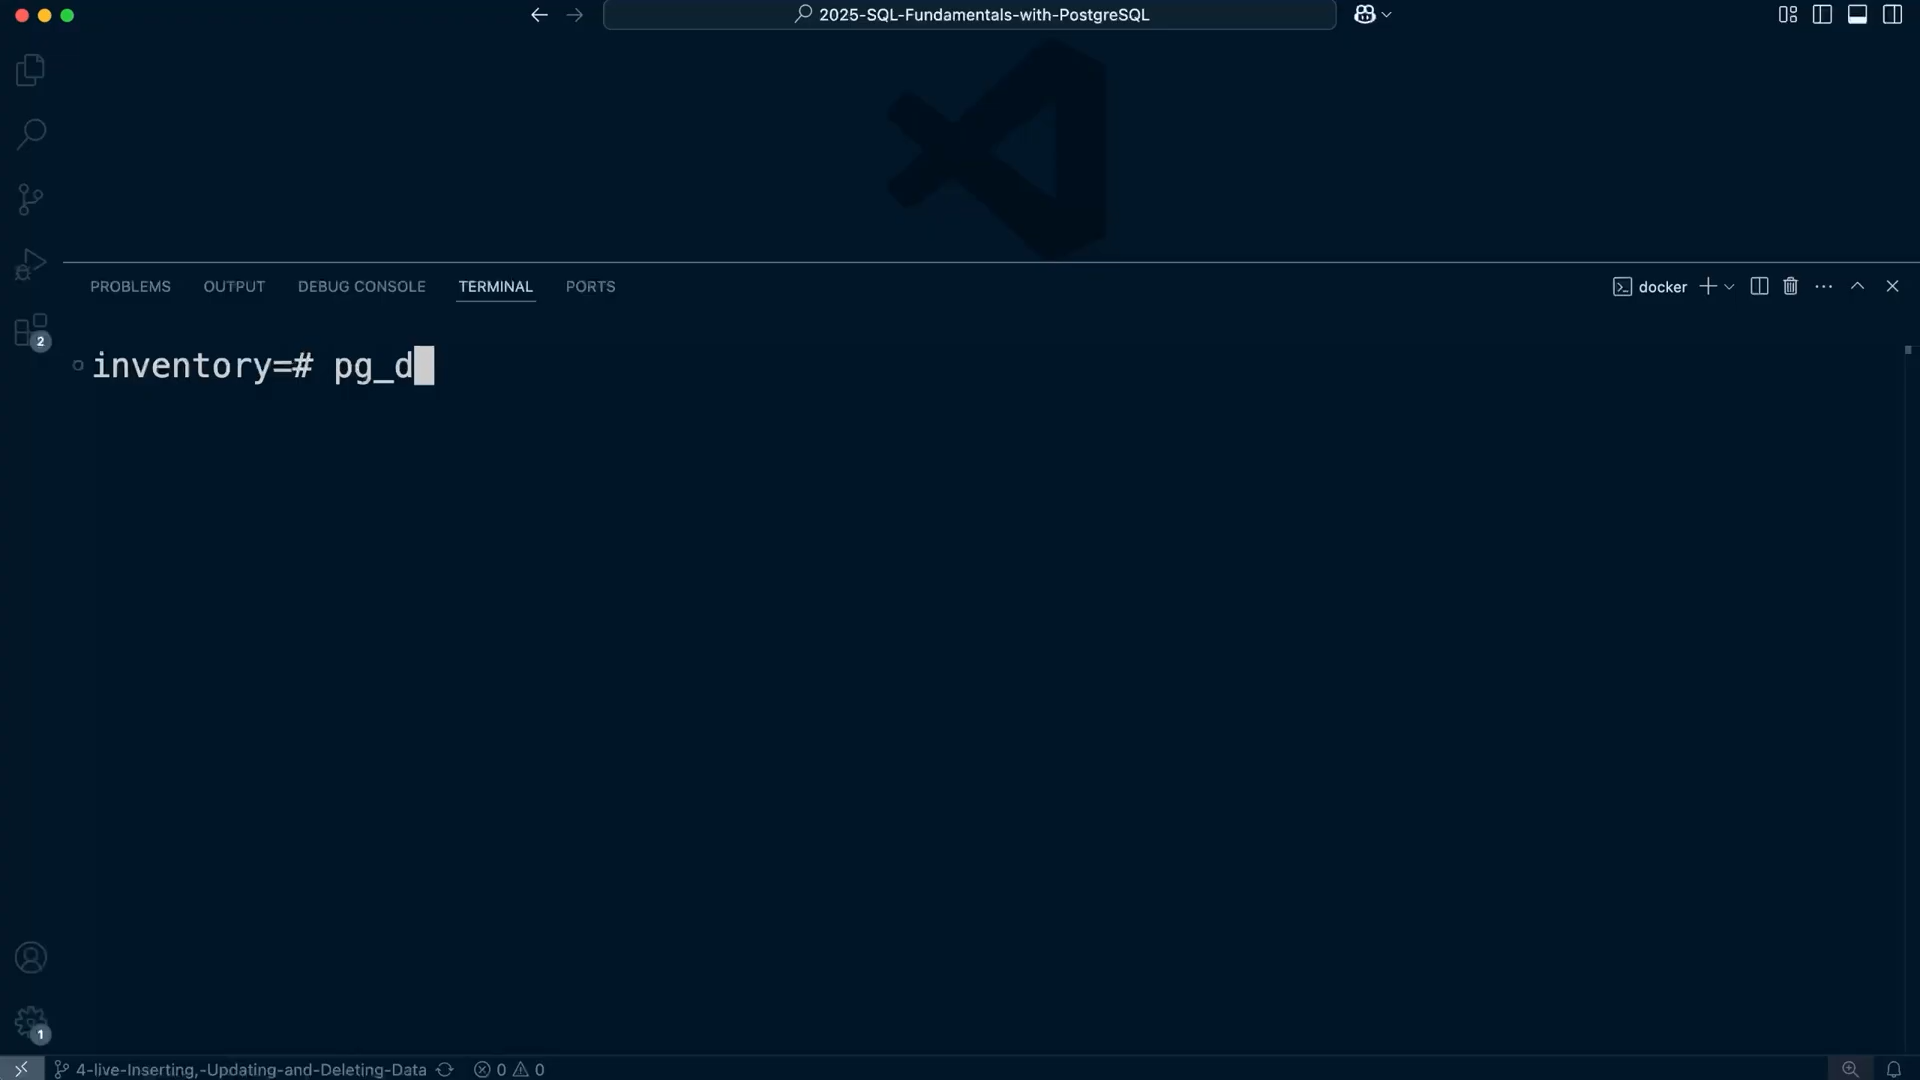 2025-SQL-Fundamentals-with-PostgreSQL
PROBLEMS OUTPUT DEBUG CONSOLE TERMINAL PORTS
docker
2
inventory=# pg_d
1
4-live-Inserting,-Updating-and-Deleting-Data 0 0